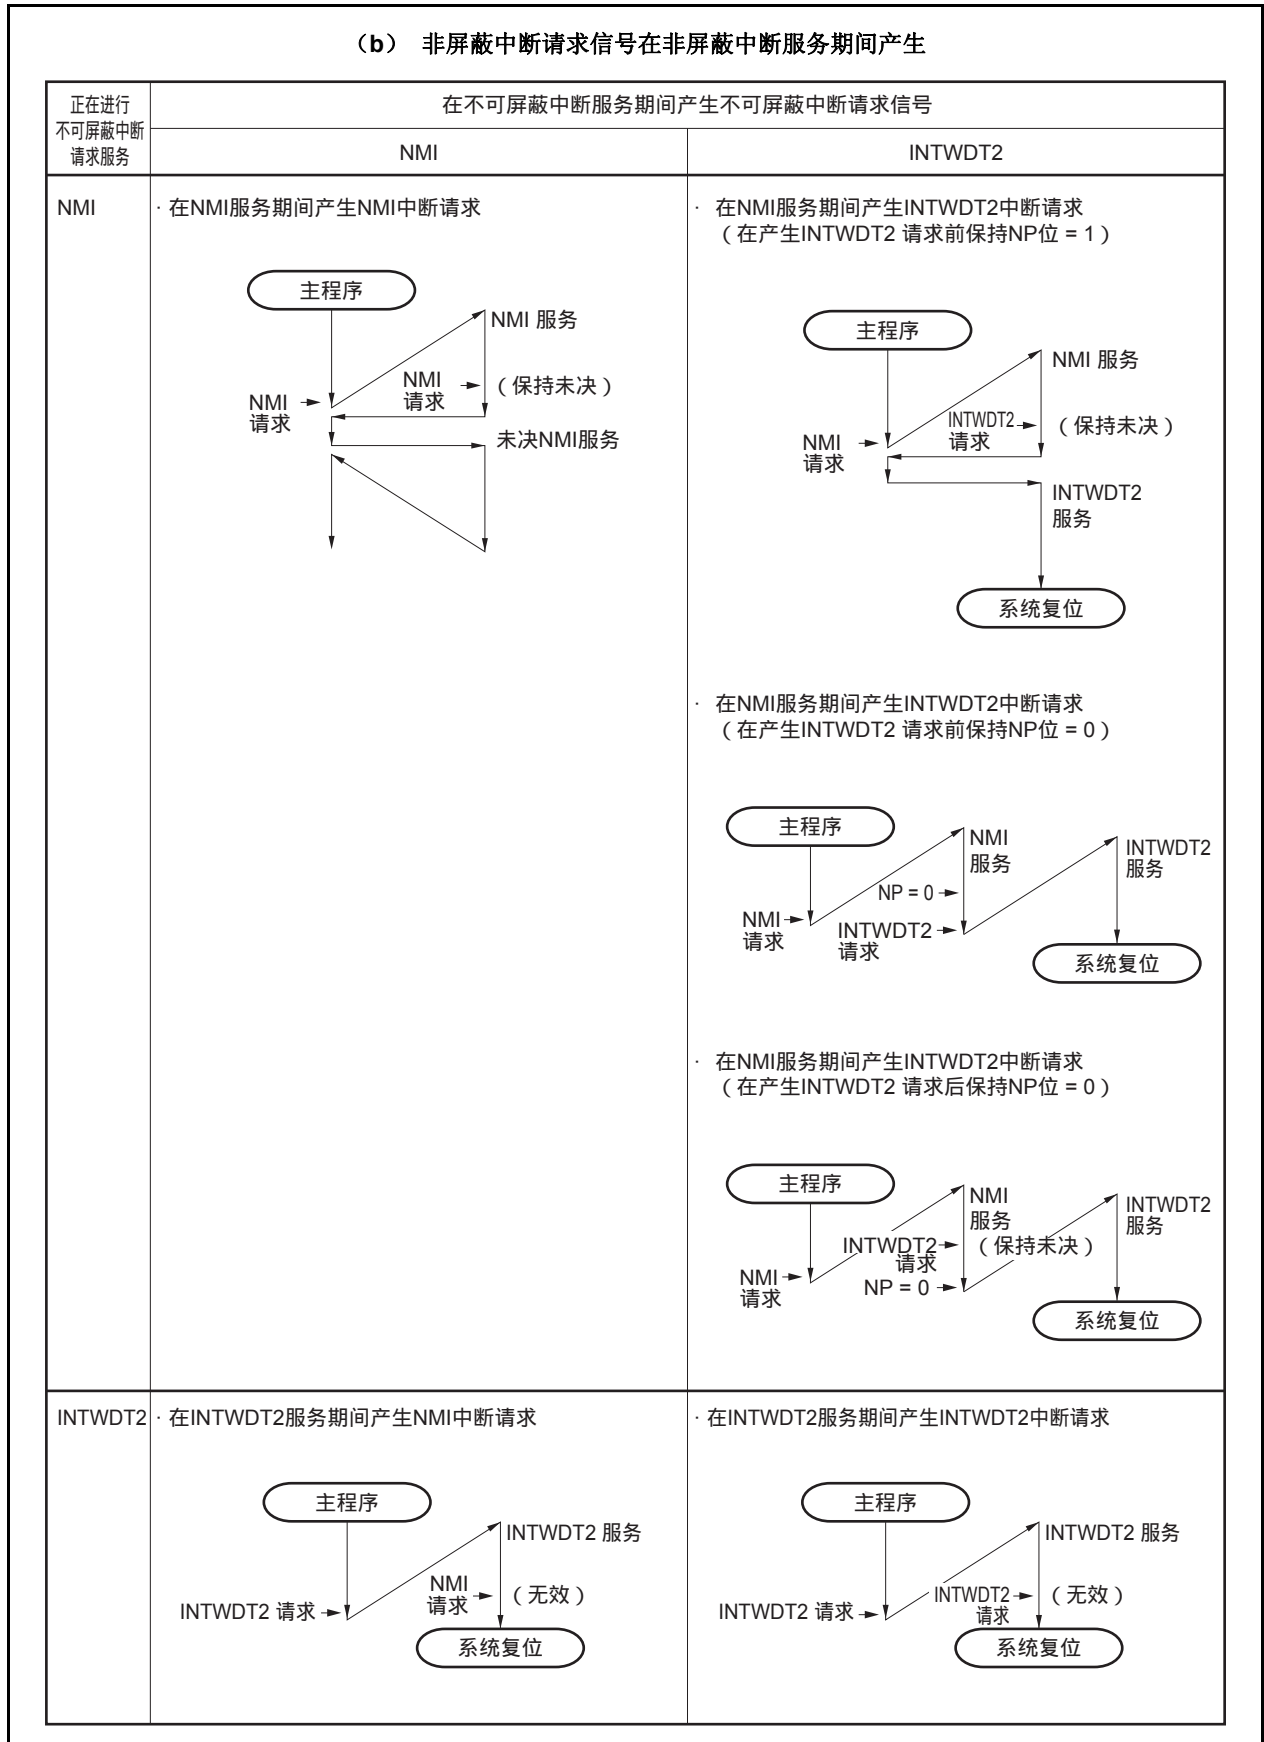 （b） 非屏蔽中断请求信号在非屏蔽中断服务期间产生
正在进行
不可屏蔽中断
请求服务
在不可屏蔽中断服务期间产生不可屏蔽中断请求信号
NMI
INTWDT2
NMI
· 在NMI服务期间产生NMI中断请求
主程序
NMI 服务
NMI
请求
（保持未决）
NMI
请求
未决NMI服务
· 在NMI服务期间产生INTWDT2中断请求
（在产生INTWDT2 请求前保持NP位 = 1）
主程序
NMI 服务
INTWDT2
请求
（保持未决）
NMI
请求
INTWDT2
服务
系统复位
· 在NMI服务期间产生INTWDT2中断请求
（在产生INTWDT2 请求前保持NP位 = 0）
主程序
NMI
服务
INTWDT2
服务
NP = 0
NMI
请求
INTWDT2
请求
系统复位
· 在NMI服务期间产生INTWDT2中断请求
（在产生INTWDT2 请求后保持NP位 = 0）
主程序
NMI
服务
INTWDT2
服务
INTWDT2
请求
（保持未决）
NMI
请求
NP = 0
系统复位
INTWDT2
· 在INTWDT2服务期间产生NMI中断请求
主程序
INTWDT2 服务
NMI
请求
（无效）
INTWDT2 请求
系统复位
· 在INTWDT2服务期间产生INTWDT2中断请求
主程序
INTWDT2 服务
INTWDT2
请求
（无效）
INTWDT2 请求
系统复位